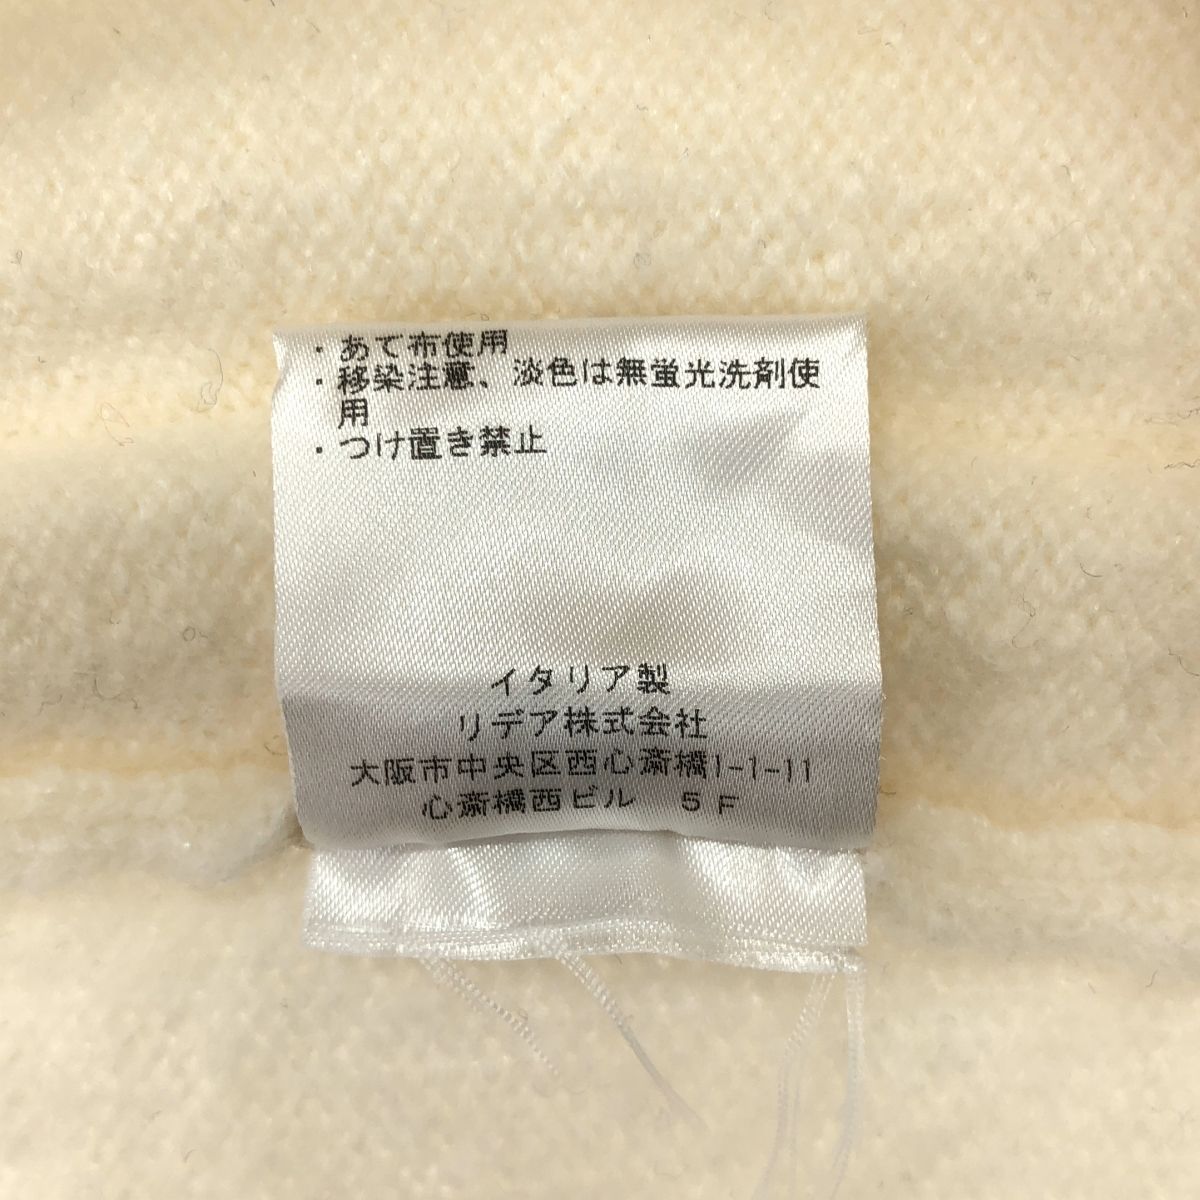 ・あて布使用
・移染注意、淡色は無蛍光洗剤使
用
・つけ置き禁止
イタリア製
リデア株式会社
大阪市中央区西心斎橋1-1-11
心斎橋西ビル　５Ｆ